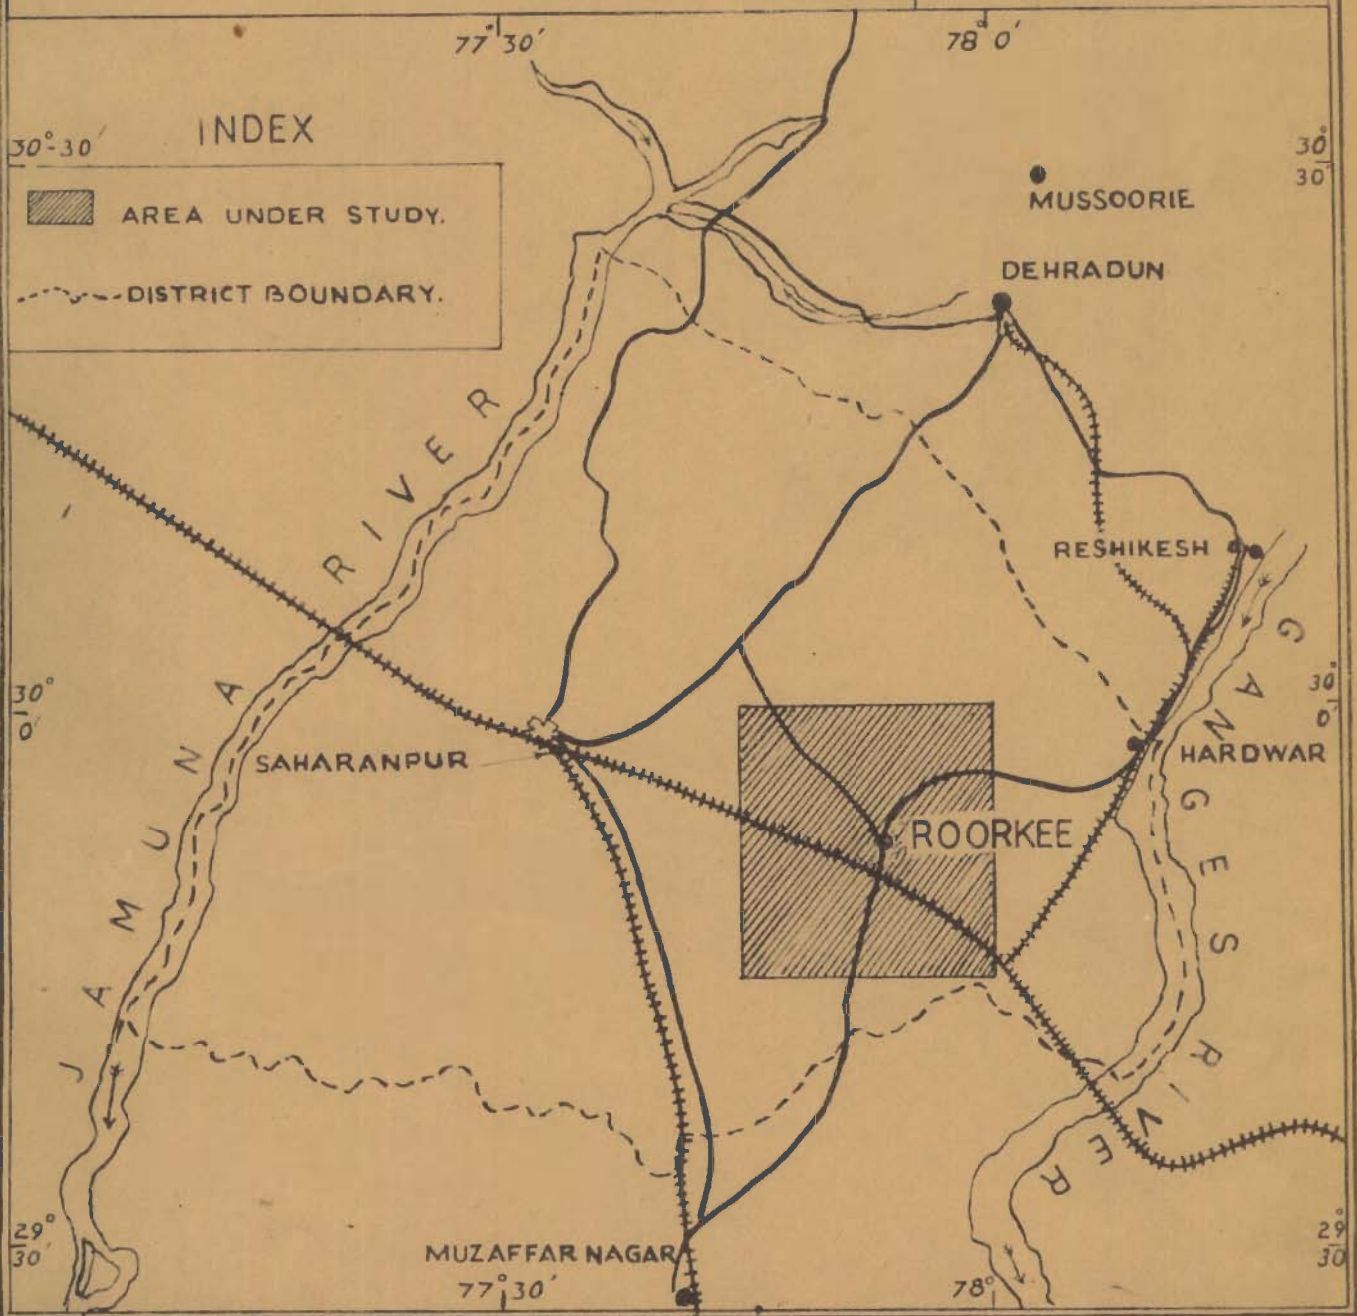 77°30'
78°0'
INDEX
30°-30'
30°
30'
AREA UNDER STUDY.
DISTRICT BOUNDARY.
MUSSOORIE
DEHRADUN
JAMUNA RIVER
RESHIKESH
GANGES RIVER
30°
0'
30°
0'
SAHARANPUR
HARDWAR
ROORKEE
29°
30'
29°
30
MUZAFFAR NAGAR
77°30'
78°